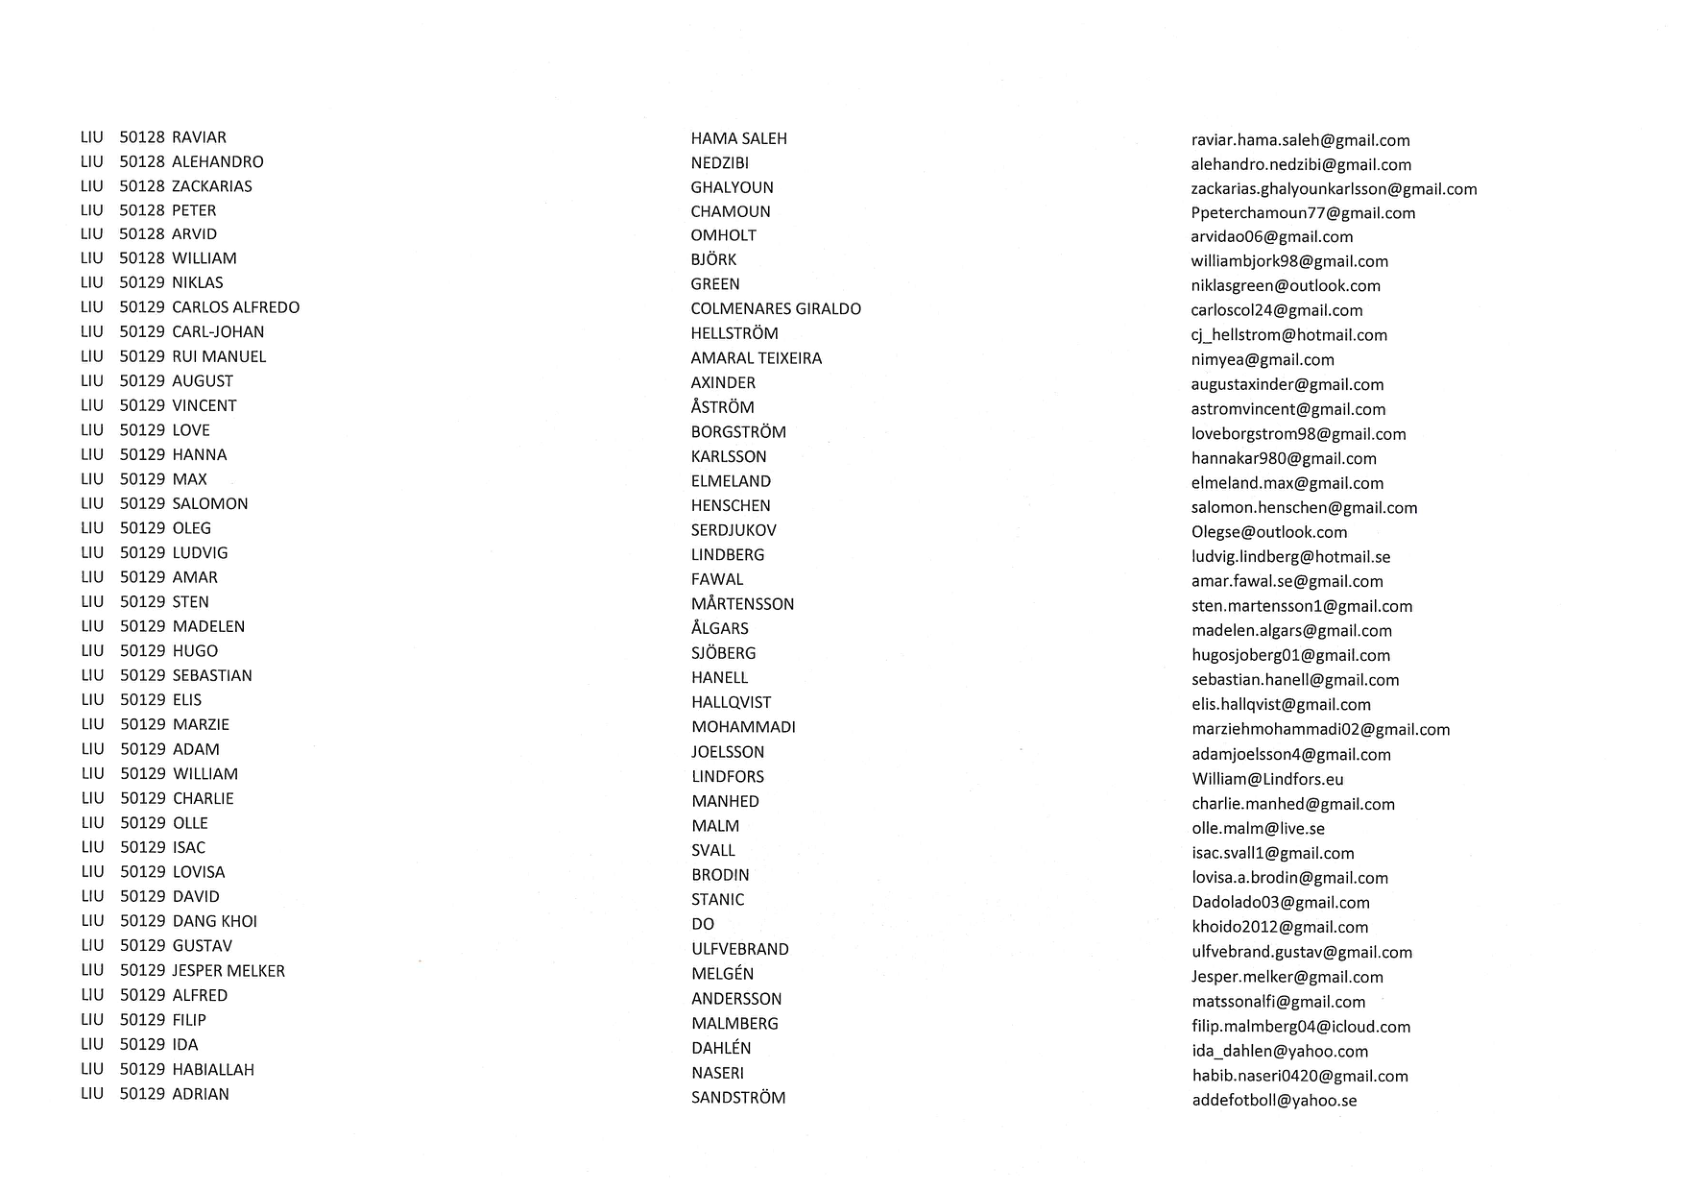 LIU 50128 RAVIAR HAMA SALEH raviar.hama.saleh@gmail.com
LIU 50128 ALEHANDRO NEDZIBI alehandro.nedzibi@gmail.com
LIU 50128 ZACKARIAS GHALYOUN zackarias.ghalyounkarlsson@gmail.com
LIU 50128 PETER CHAMOUN Ppeterchamoun77@gmail.com
LIU 50128 ARVID OMHOLT arvidao06@gmail.com
LIU 50128 WILLIAM BJÖRK williambjork98@gmail.com
LIU 50129 NIKLAS GREEN niklasgreen@outlook.com
LIU 50129 CARLOS ALFREDO COLMENARES GIRALDO carloscol24@gmail.com
LIU 50129 CARL-JOHAN HELLSTRÖM cj_hellstrom@hotmail.com
LIU 50129 RUI MANUEL AMARAL TEIXEIRA nimyea@gmail.com
LIU 50129 AUGUST AXINDER augustaxinder@gmail.com
LIU 50129 VINCENT ÅSTRÖM astromvincent@gmail.com
LIU 50129 LOVE BORGSTRÖM loveborgstrom98@gmail.com
LIU 50129 HANNA KARLSSON hannakar980@gmail.com
LIU 50129 MAX ELMELAND elmeland.max@gmail.com
LIU 50129 SALOMON HENSCHEN salomon.henschen@gmail.com
LIU 50129 OLEG SERDJUKOV Olegse@outlook.com
LIU 50129 LUDVIG LINDBERG ludvig.lindberg@hotmail.se
LIU 50129 AMAR FAWAL amar.fawal.se@gmail.com
LIU 50129 STEN MÅRTENSSON sten.martensson1@gmail.com
LIU 50129 MADELEN ÅLGARS madelen.algars@gmail.com
LIU 50129 HUGO SJÖBERG hugosjoberg01@gmail.com
LIU 50129 SEBASTIAN HANELL sebastian.hanell@gmail.com
LIU 50129 ELIS HALLQVIST elis.hallqvist@gmail.com
LIU 50129 MARZIE MOHAMMADI marziehmohammadi02@gmail.com
LIU 50129 ADAM JOELSSON adamjoelsson4@gmail.com
LIU 50129 WILLIAM LINDFORS William@Lindfors.eu
LIU 50129 CHARLIE MANHED charlie.manhed@gmail.com
LIU 50129 OLLE MALM olle.malm@live.se
LIU 50129 ISAC SVALL isac.svall1@gmail.com
LIU 50129 LOVISA BRODIN lovisa.a.brodin@gmail.com
LIU 50129 DAVID STANIC Dadolado03@gmail.com
LIU 50129 DANG KHOI DO khoido2012@gmail.com
LIU 50129 GUSTAV ULFVEBRAND ulfvebrand.gustav@gmail.com
LIU 50129 JESPER MELKER MELGÉN Jesper.melker@gmail.com
LIU 50129 ALFRED ANDERSSON matssonalfi@gmail.com
LIU 50129 FILIP MALMBERG filip.malmberg04@icloud.com
LIU 50129 IDA DAHLÉN ida_dahlen@yahoo.com
LIU 50129 HABIALLAH NASERI habib.naseri0420@gmail.com
LIU 50129 ADRIAN SANDSTRÖM addefotboll@yahoo.se